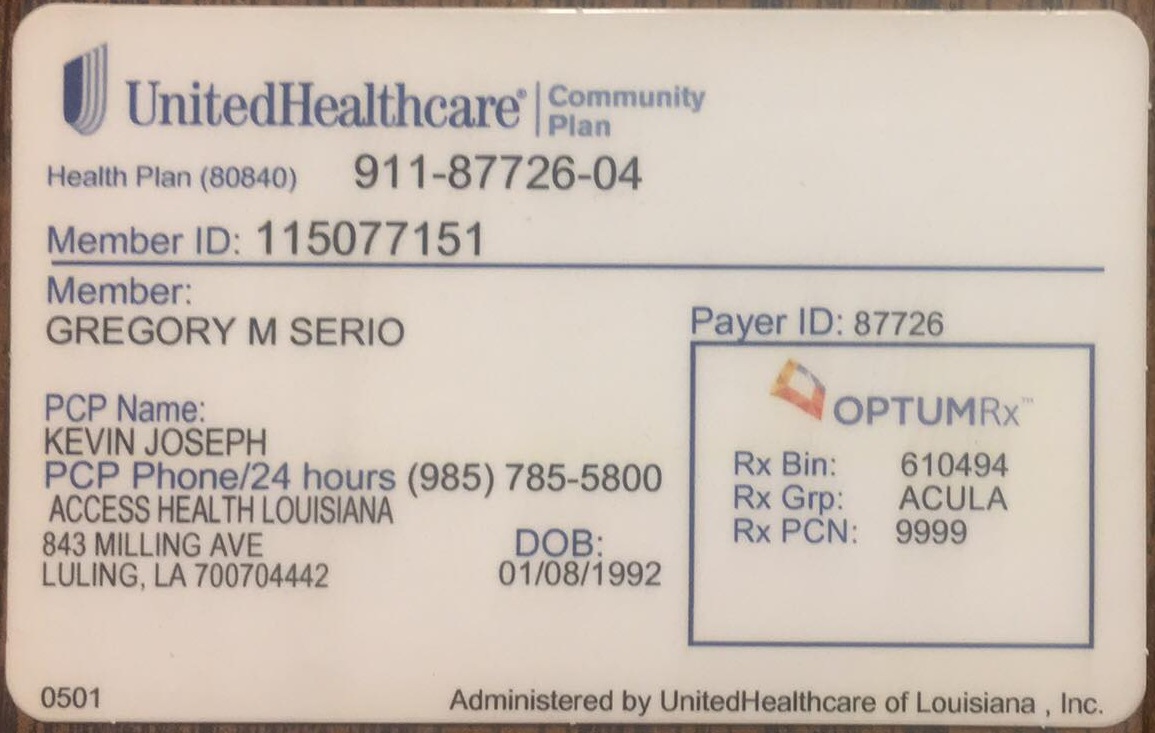 UnitedHealthcare® Community Plan
Health Plan (80840) 911-87726-04
Member ID: 115077151
Member:
GREGORY M SERIO
Payer ID: 87726
PCP Name:
KEVIN JOSEPH
PCP Phone/24 hours (985) 785-5800
ACCESS HEALTH LOUISIANA
843 MILLING AVE
LULING, LA 700704442
DOB:
01/08/1992
OPTUMRx™
Rx Bin: 610494
Rx Grp: ACULA
Rx PCN: 9999
0501
Administered by UnitedHealthcare of Louisiana , Inc.